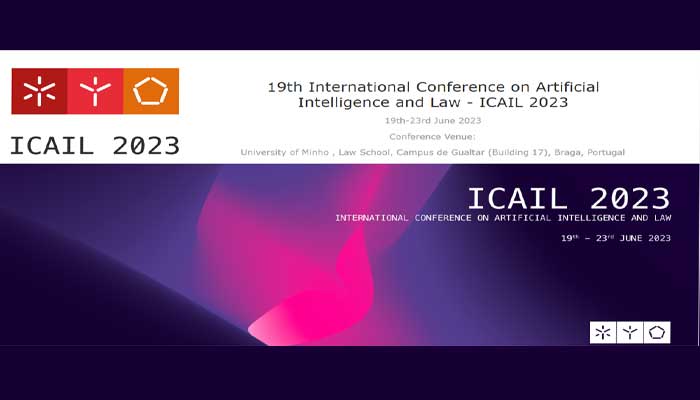 19th International Conference on Artificial
Intelligence and Law - ICAIL 2023
19th-23rd June 2023
Conference Venue:
University of Minho , Law School, Campus de Gualtar (Building 17), Braga, Portugal
ICAIL 2023
ICAIL 2023
INTERNATIONAL CONFERENCE ON ARTIFICIAL INTELLIGENCE AND LAW
19th – 23rd JUNE 2023